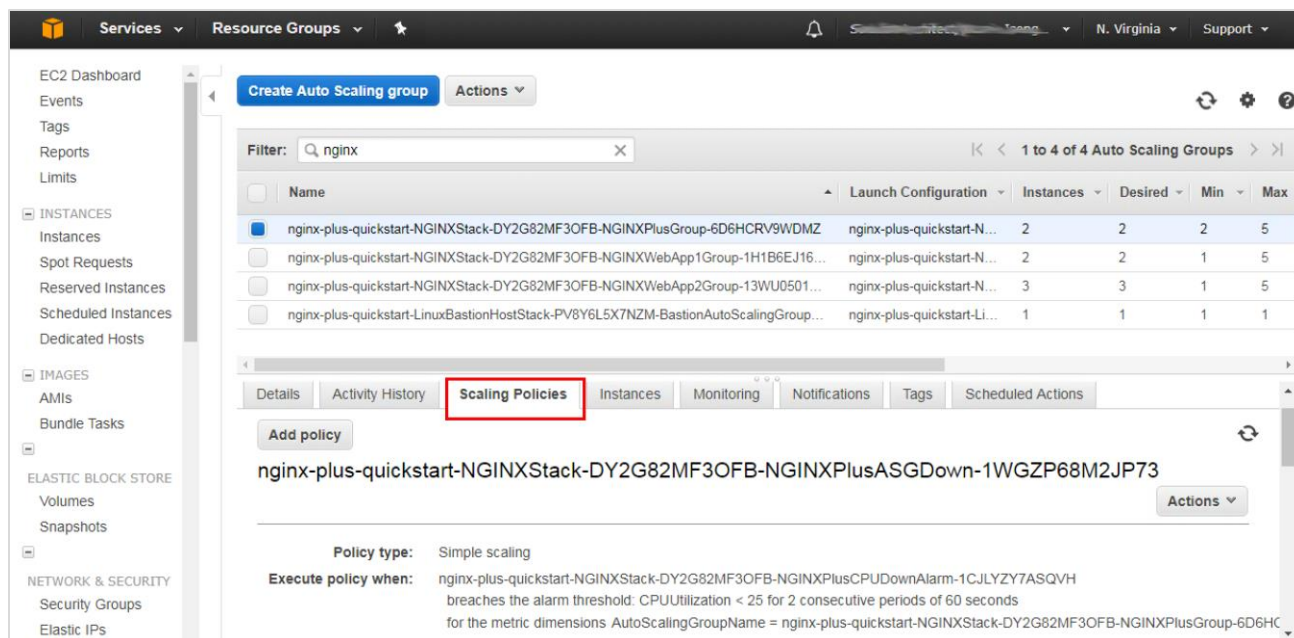 Services Resource Groups N. Virginia Support
EC2 Dashboard
Events
Tags
Reports
Limits
INSTANCES
Instances
Spot Requests
Reserved Instances
Scheduled Instances
Dedicated Hosts
IMAGES
AMIs
Bundle Tasks
ELASTIC BLOCK STORE
Volumes
Snapshots
NETWORK & SECURITY
Security Groups
Elastic IPs
Create Auto Scaling group Actions
Filter: nginx 1 to 4 of 4 Auto Scaling Groups
Name Launch Configuration Instances Desired Min Max
nginx-plus-quickstart-NGINXStack-DY2G82MF3OFB-NGINXPlusGroup-6D6HCRV9WDMZ nginx-plus-quickstart-N... 2 2 2 5
nginx-plus-quickstart-NGINXStack-DY2G82MF3OFB-NGINXWebApp1Group-1H1B6EJ16... nginx-plus-quickstart-N... 2 2 1 5
nginx-plus-quickstart-NGINXStack-DY2G82MF3OFB-NGINXWebApp2Group-13WU0501... nginx-plus-quickstart-N... 3 3 1 5
nginx-plus-quickstart-LinuxBastionHostStack-PV8Y6L5X7NZM-BastionAutoScalingGroup... nginx-plus-quickstart-Li... 1 1 1 1
Details Activity History Scaling Policies Instances Monitoring Notifications Tags Scheduled Actions
Add policy
nginx-plus-quickstart-NGINXStack-DY2G82MF3OFB-NGINXPlusASGDown-1WGZP68M2JP73
Actions
Policy type: Simple scaling
Execute policy when: nginx-plus-quickstart-NGINXStack-DY2G82MF3OFB-NGINXPlusCPUDownAlarm-1CJLYZY7ASQVH
breaches the alarm threshold: CPUUtilization < 25 for 2 consecutive periods of 60 seconds
for the metric dimensions AutoScalingGroupName = nginx-plus-quickstart-NGINXStack-DY2G82MF3OFB-NGINXPlusGroup-6D6HC